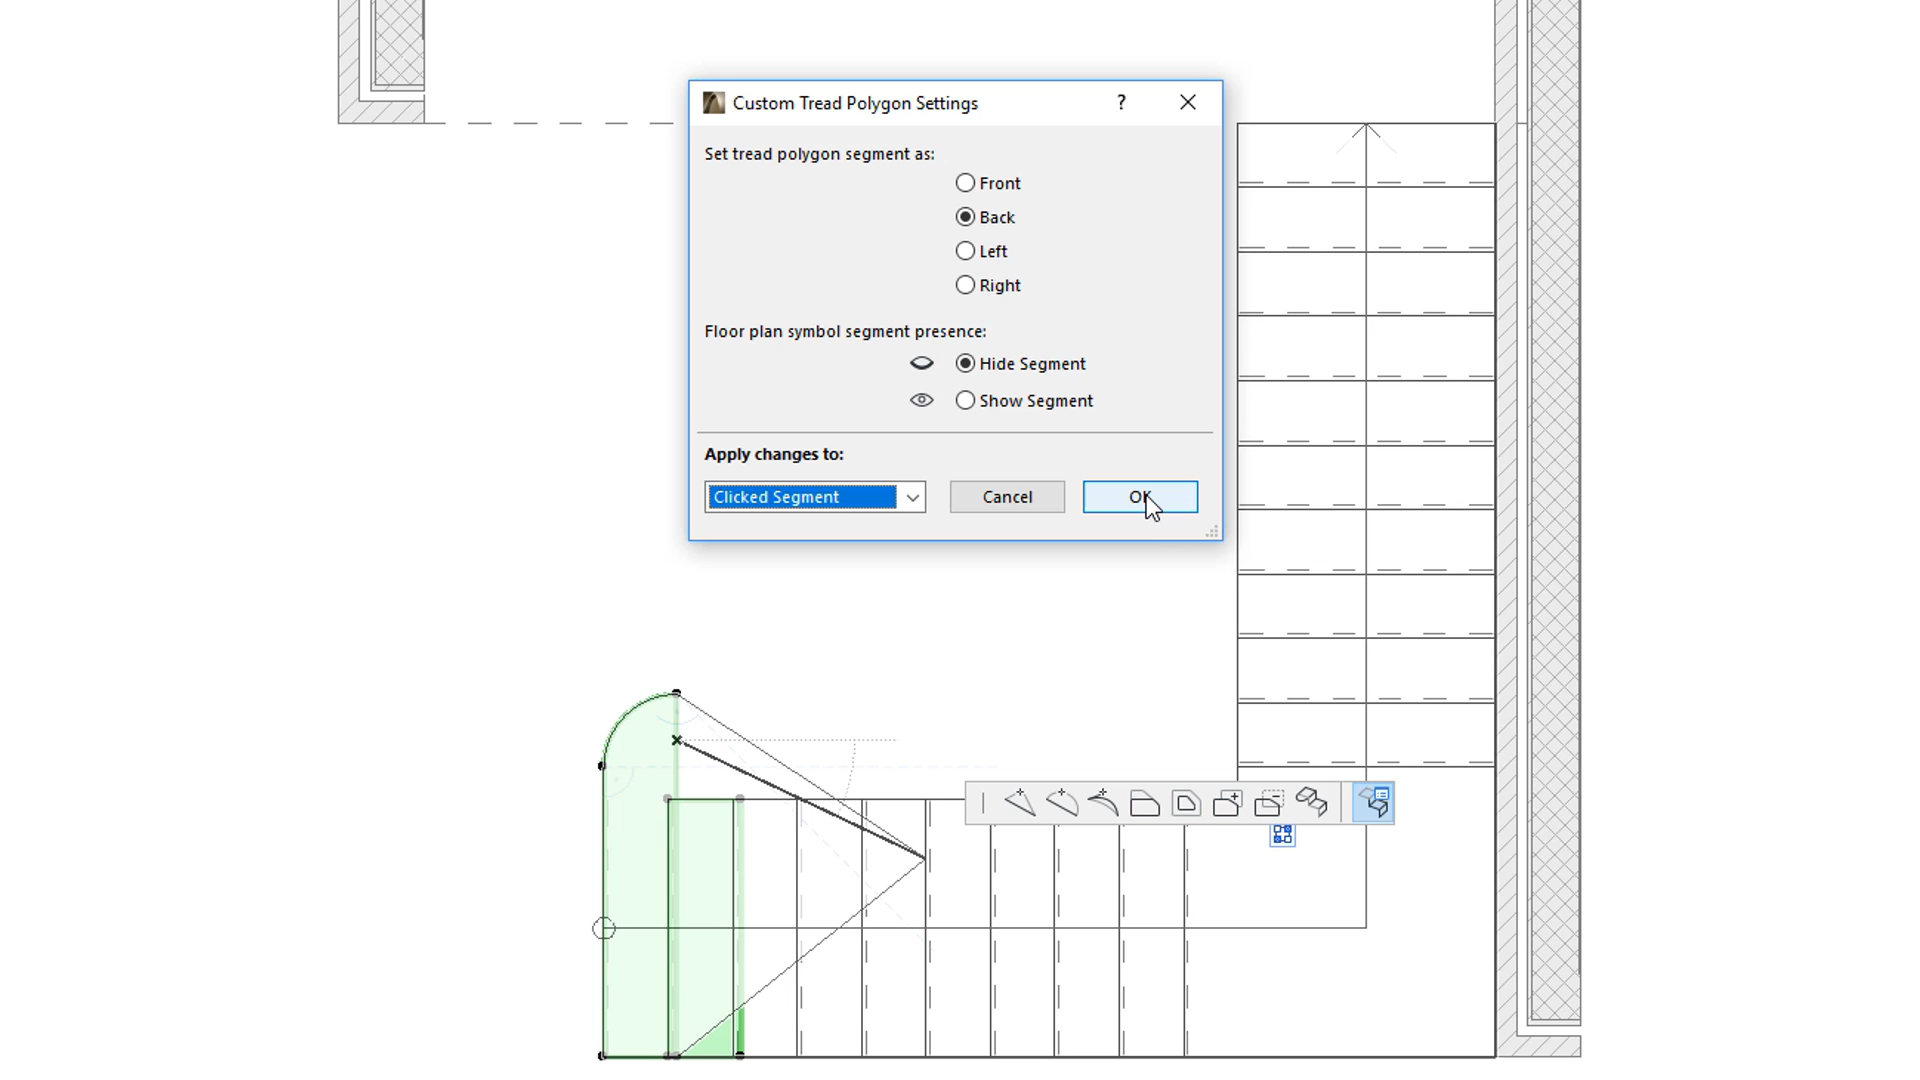 Custom Tread Polygon Settings ?
Set tread polygon segment as:
Front
Back
Left
Right
Floor plan symbol segment presence:
Hide Segment
Show Segment
Apply changes to:
Clicked Segment Cancel OK